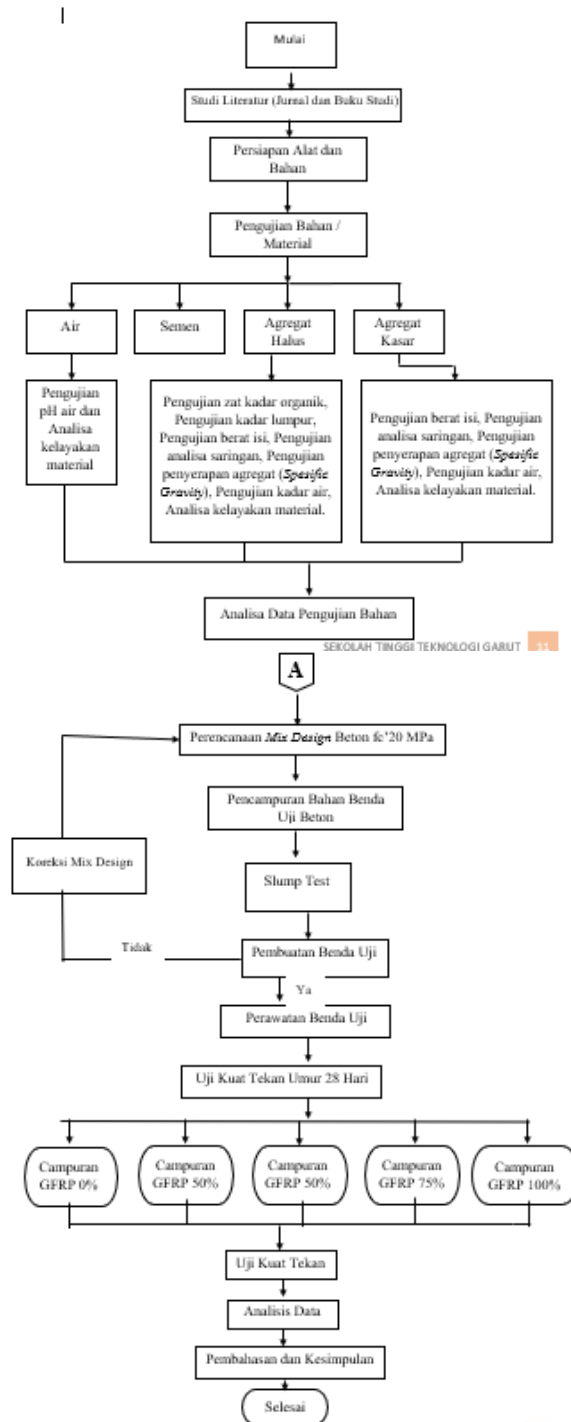 Mulai
Studi Literatur (Jurnal dan Buku Studi)
Persiapan Alat dan
Bahan
Pengujian Bahan /
Material
Air
Semen
Agregat
Halus
Agregat
Kasar
Pengujian
pH air dan
Analisa
kelayakan
material
Pengujian zat kadar organik,
Pengujian kadar lumpur,
Pengujian berat isi, Pengujian
analisa saringan, Pengujian
penyerapan agregat (Spesific
Gravity), Pengujian kadar air,
Analisa kelayakan material.
Pengujian berat isi, Pengujian
analisa saringan, Pengujian
penyerapan agregat (Spesific
Gravity), Pengujian kadar air,
Analisa kelayakan material.
Analisa Data Pengujian Bahan
SEKOLAH TINGGI TEKNOLOGI GARUT 11
A
Perencanaan Mix Design Beton fc'20 MPa
Pencampuran Bahan Benda
Uji Beton
Koreksi Mix Design
Slump Test
Tidak
Pembuatan Benda Uji
Ya
Perawatan Benda Uji
Uji Kuat Tekan Umur 28 Hari
Campuran
GFRP 0%
Campuran
GFRP 50%
Campuran
GFRP 50%
Campuran
GFRP 75%
Campuran
GFRP 100%
Uji Kuat Tekan
Analisis Data
Pembahasan dan Kesimpulan
Selesai